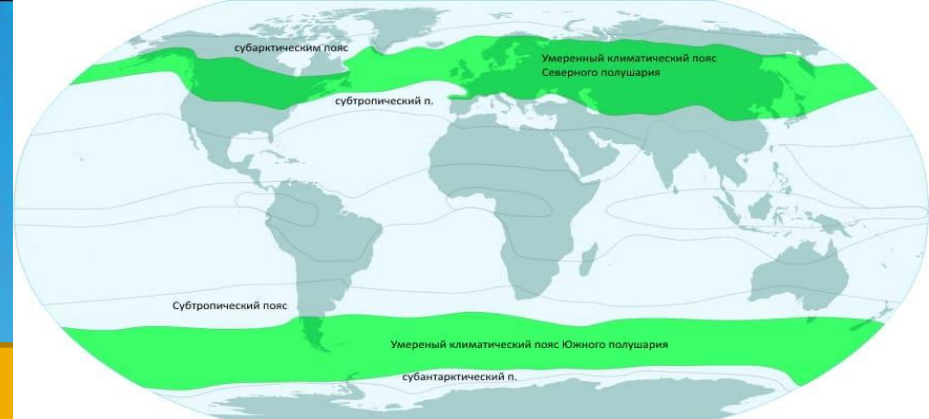 субарктическим пояс
Умеренный климатический пояс
Северного полушария
субтропический п.
Субтропический пояс
Умереный климатический пояс Южного полушария
субантарктический п.